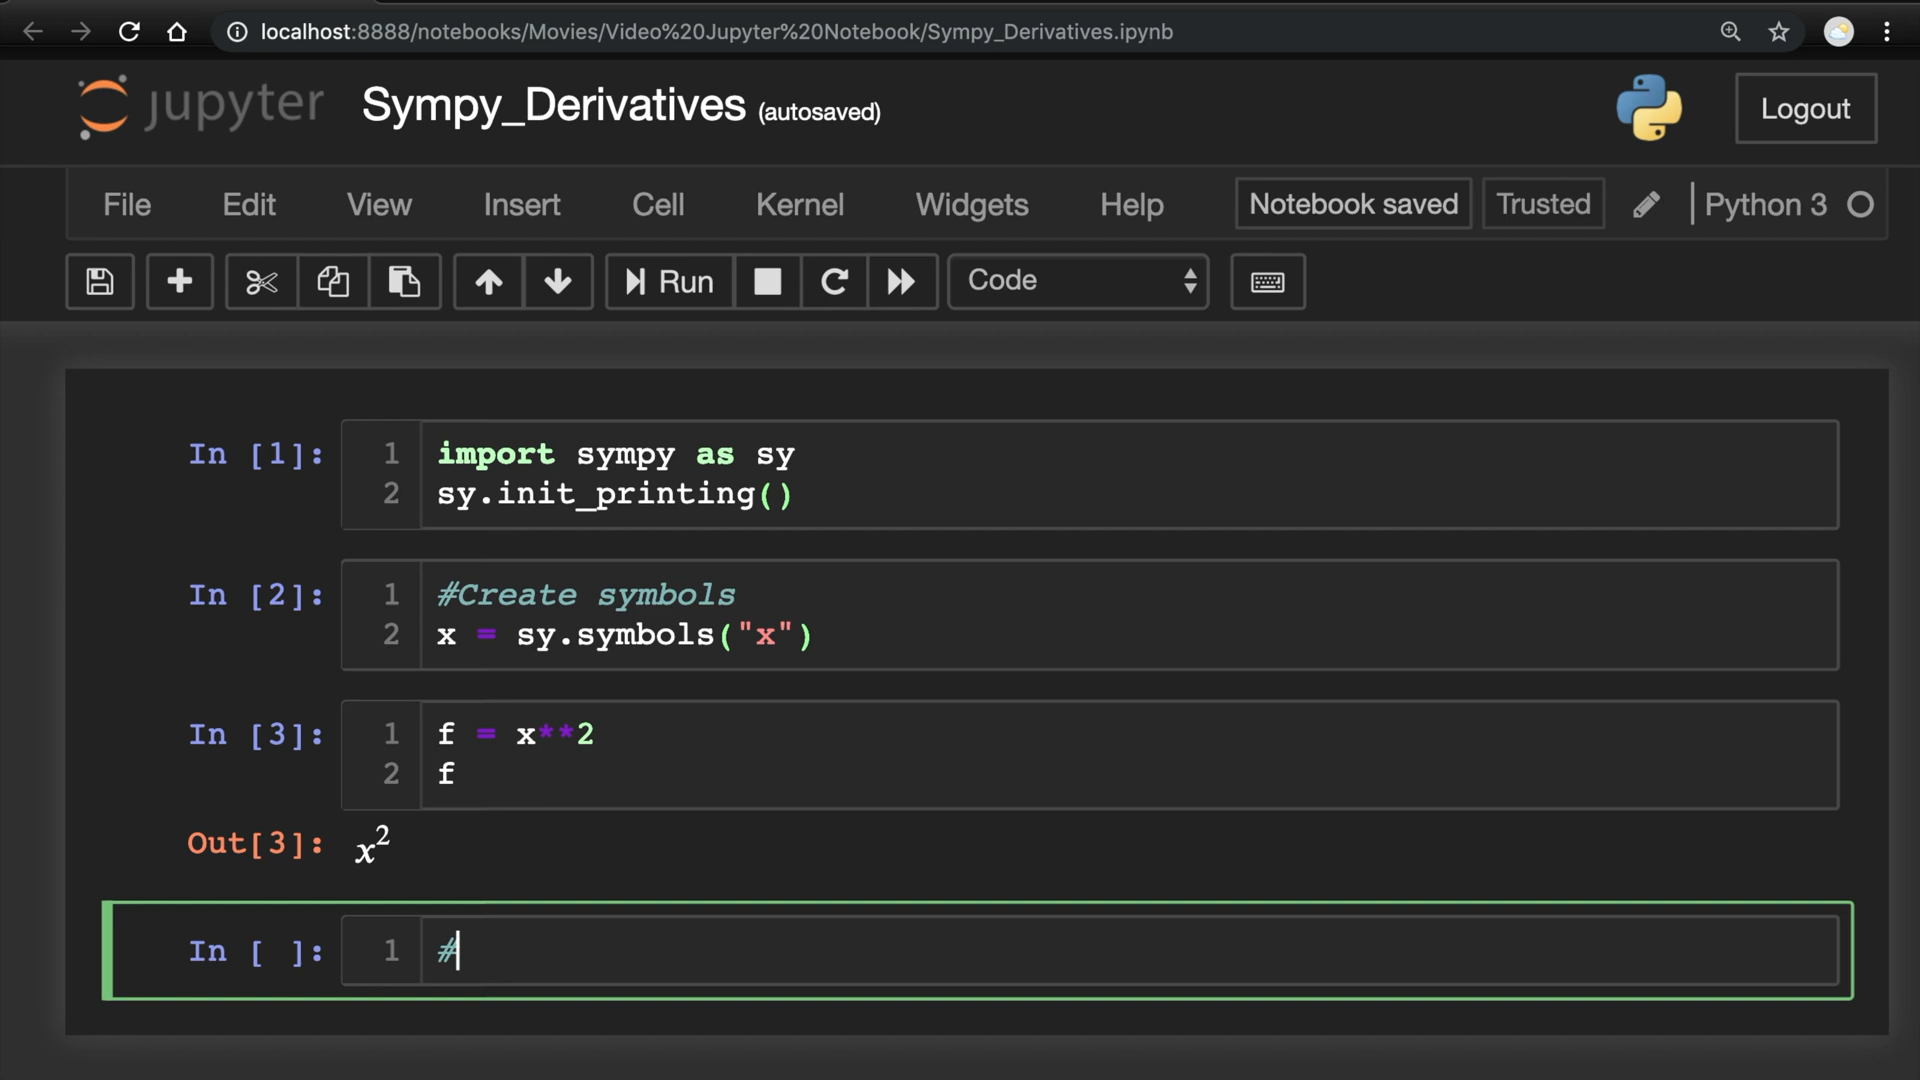 localhost:8888/notebooks/Movies/Video%20Jupyter%20Notebook/Sympy_Derivatives.ipynb
jupyter Sympy_Derivatives (autosaved) Logout
File Edit View Insert Cell Kernel Widgets Help Notebook saved Trusted Python 3
Run Code
In [1]: 1 import sympy as sy
2 sy.init_printing()
In [2]: 1 #Create symbols
2 x = sy.symbols("x")
In [3]: 1 f = x**2
2 f
Out[3]: x²
In [ ]: 1 #